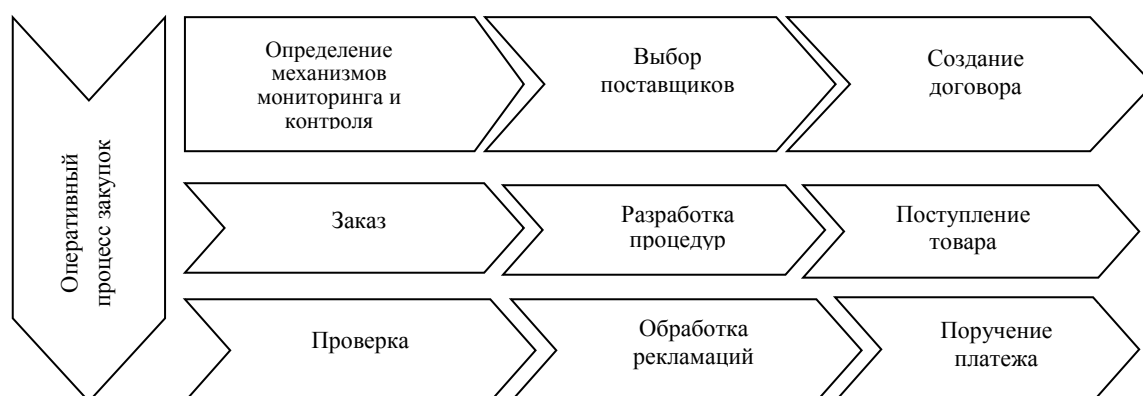 Оперативный
процесс закупок
Определение
механизмов
мониторинга и
контроля
Выбор
поставщиков
Создание
договора
Заказ
Разработка
процедур
Поступление
товара
Проверка
Обработка
рекламаций
Поручение
платежа